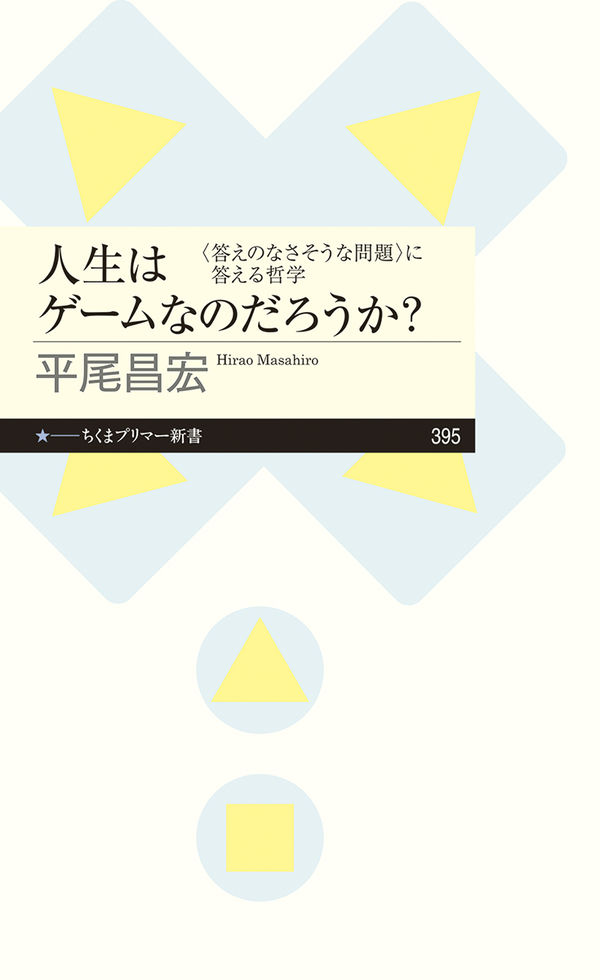 人生は
〈答えのなさそうな問題〉に
答える哲学
ゲームなのだろうか?
平尾昌宏
Hirao Masahiro
★──ちくまプリマー新書
395